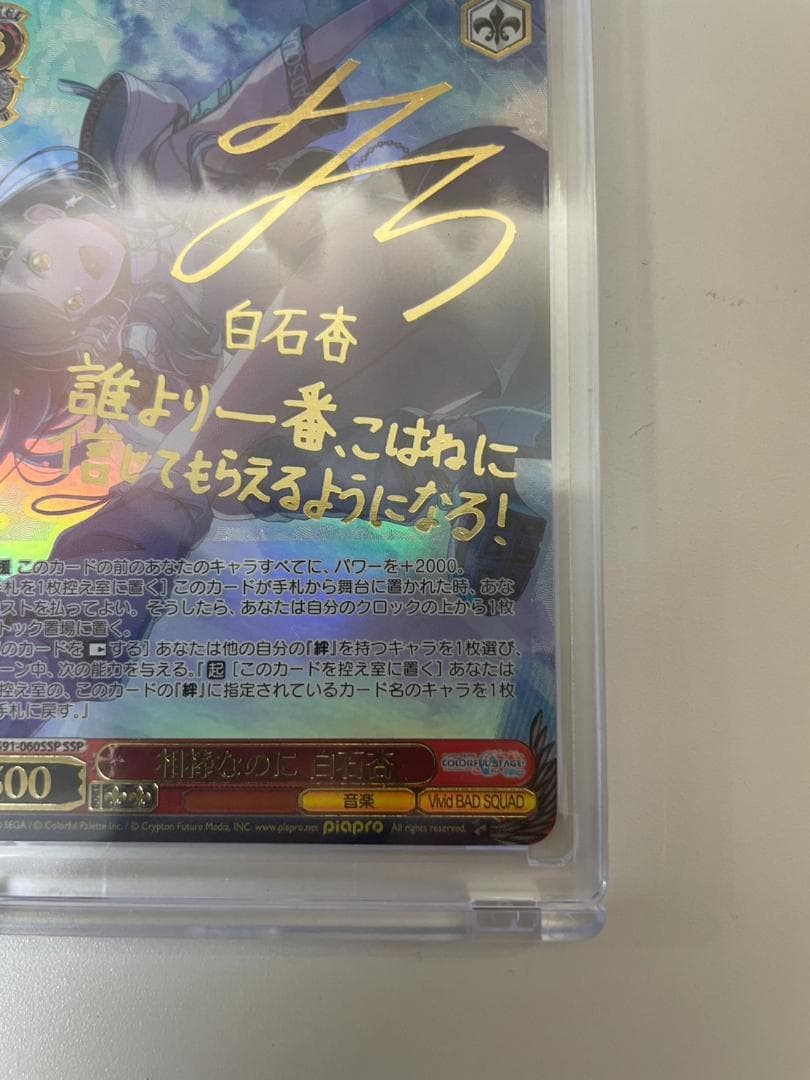 白石杏
誰より一番、こはねに
信じてもらえるようになる!
このカードの前のあなたのキャラすべてに、パワーを+2000。
札を1枚控え室に置く] このカードが手札から舞台に置かれた時、あな
ストを払ってよい。そうしたら、あなたは自分のクロックの上から1枚
トック置場に置く。
のカードを する] あなたは他の自分の「絆」を持つキャラを1枚選び、
ーン中、次の能力を与える。『起 [このカードを控え室に置く] あなたは
控え室の、このカードの「絆」に指定されているカード名のキャラを1枚
手札に戻す。』
S91-060SSP SSP
500
相棒なのに 白石杏
COLORFUL STAGE!
音楽
Vivid BAD SQUAD
SEGA / © Colorful Palette Inc. / © Crypton Future Media, INC. www.piapro.net piapro All rights reserved.